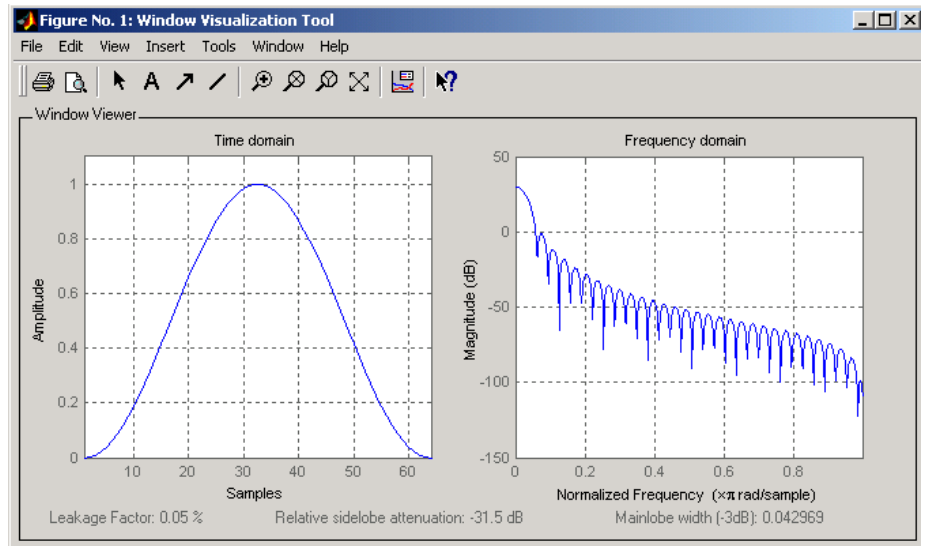 Figure No. 1: Window Visualization Tool
File Edit View Insert Tools Window Help
A
Window Viewer
Time domain
Frequency domain
1
0.8
0.6
0.4
0.2
0
Amplitude
10 20 30 40 50 60
Samples
50
0
-50
-100
-150
Magnitude (dB)
0 0.2 0.4 0.6 0.8
Normalized Frequency (×π rad/sample)
Leakage Factor: 0.05 % Relative sidelobe attenuation: -31.5 dB Mainlobe width (-3dB): 0.042969